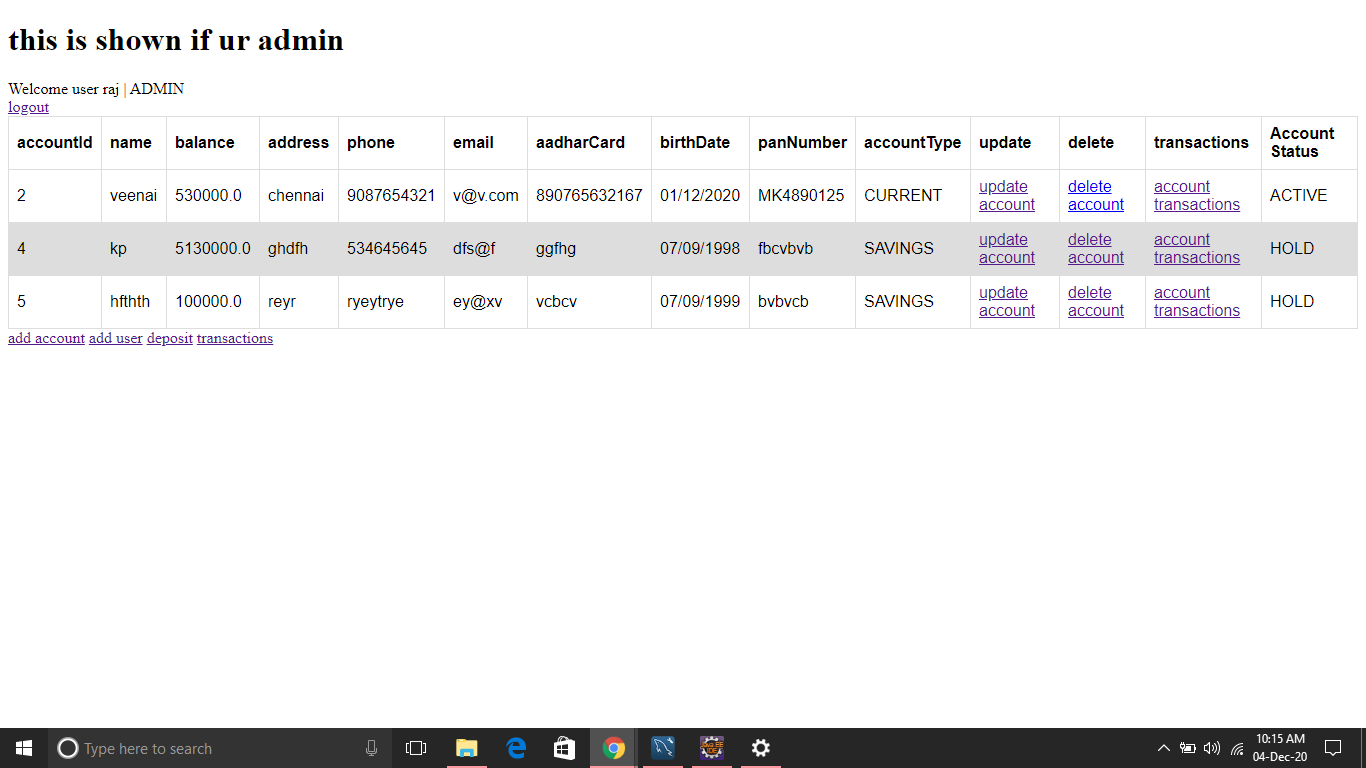 this is shown if ur admin
Welcome user raj | ADMIN
logout
accountId name balance address phone email aadharCard birthDate panNumber accountType update delete transactions Account Status
2 veenai 530000.0 chennai 9087654321 v@v.com 890765632167 01/12/2020 MK4890125 CURRENT update account delete account account transactions ACTIVE
4 kp 5130000.0 ghdfh 534645645 dfs@f ggfhg 07/09/1998 fbcvbvb SAVINGS update account delete account account transactions HOLD
5 hfthth 100000.0 reyr ryeytrye ey@xv vcbcv 07/09/1999 bvbvcb SAVINGS update account delete account account transactions HOLD
add account add user deposit transactions
Type here to search
10:15 AM
04-Dec-20